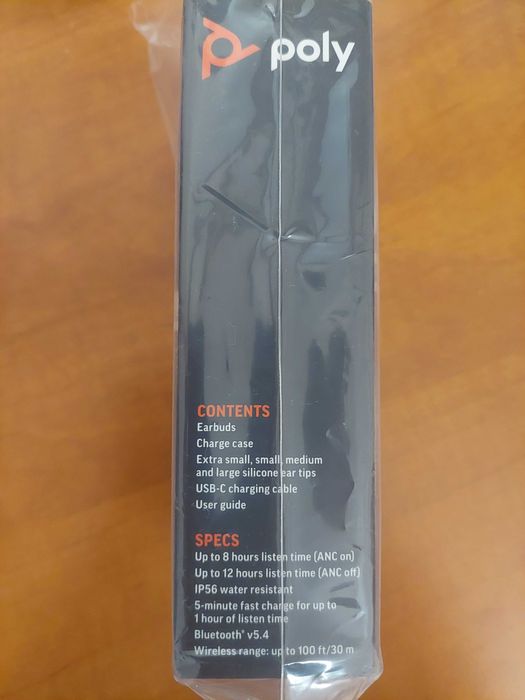 poly
CONTENTS
Earbuds
Charge case
Extra small, small, medium
and large silicone ear tips
USB-C charging cable
User guide
SPECS
Up to 8 hours listen time (ANC on)
Up to 12 hours listen time (ANC off)
IP56 water resistant
5-minute fast charge for up to
1 hour of listen time
Bluetooth® v5.4
Wireless range: up to 100 ft/30 m